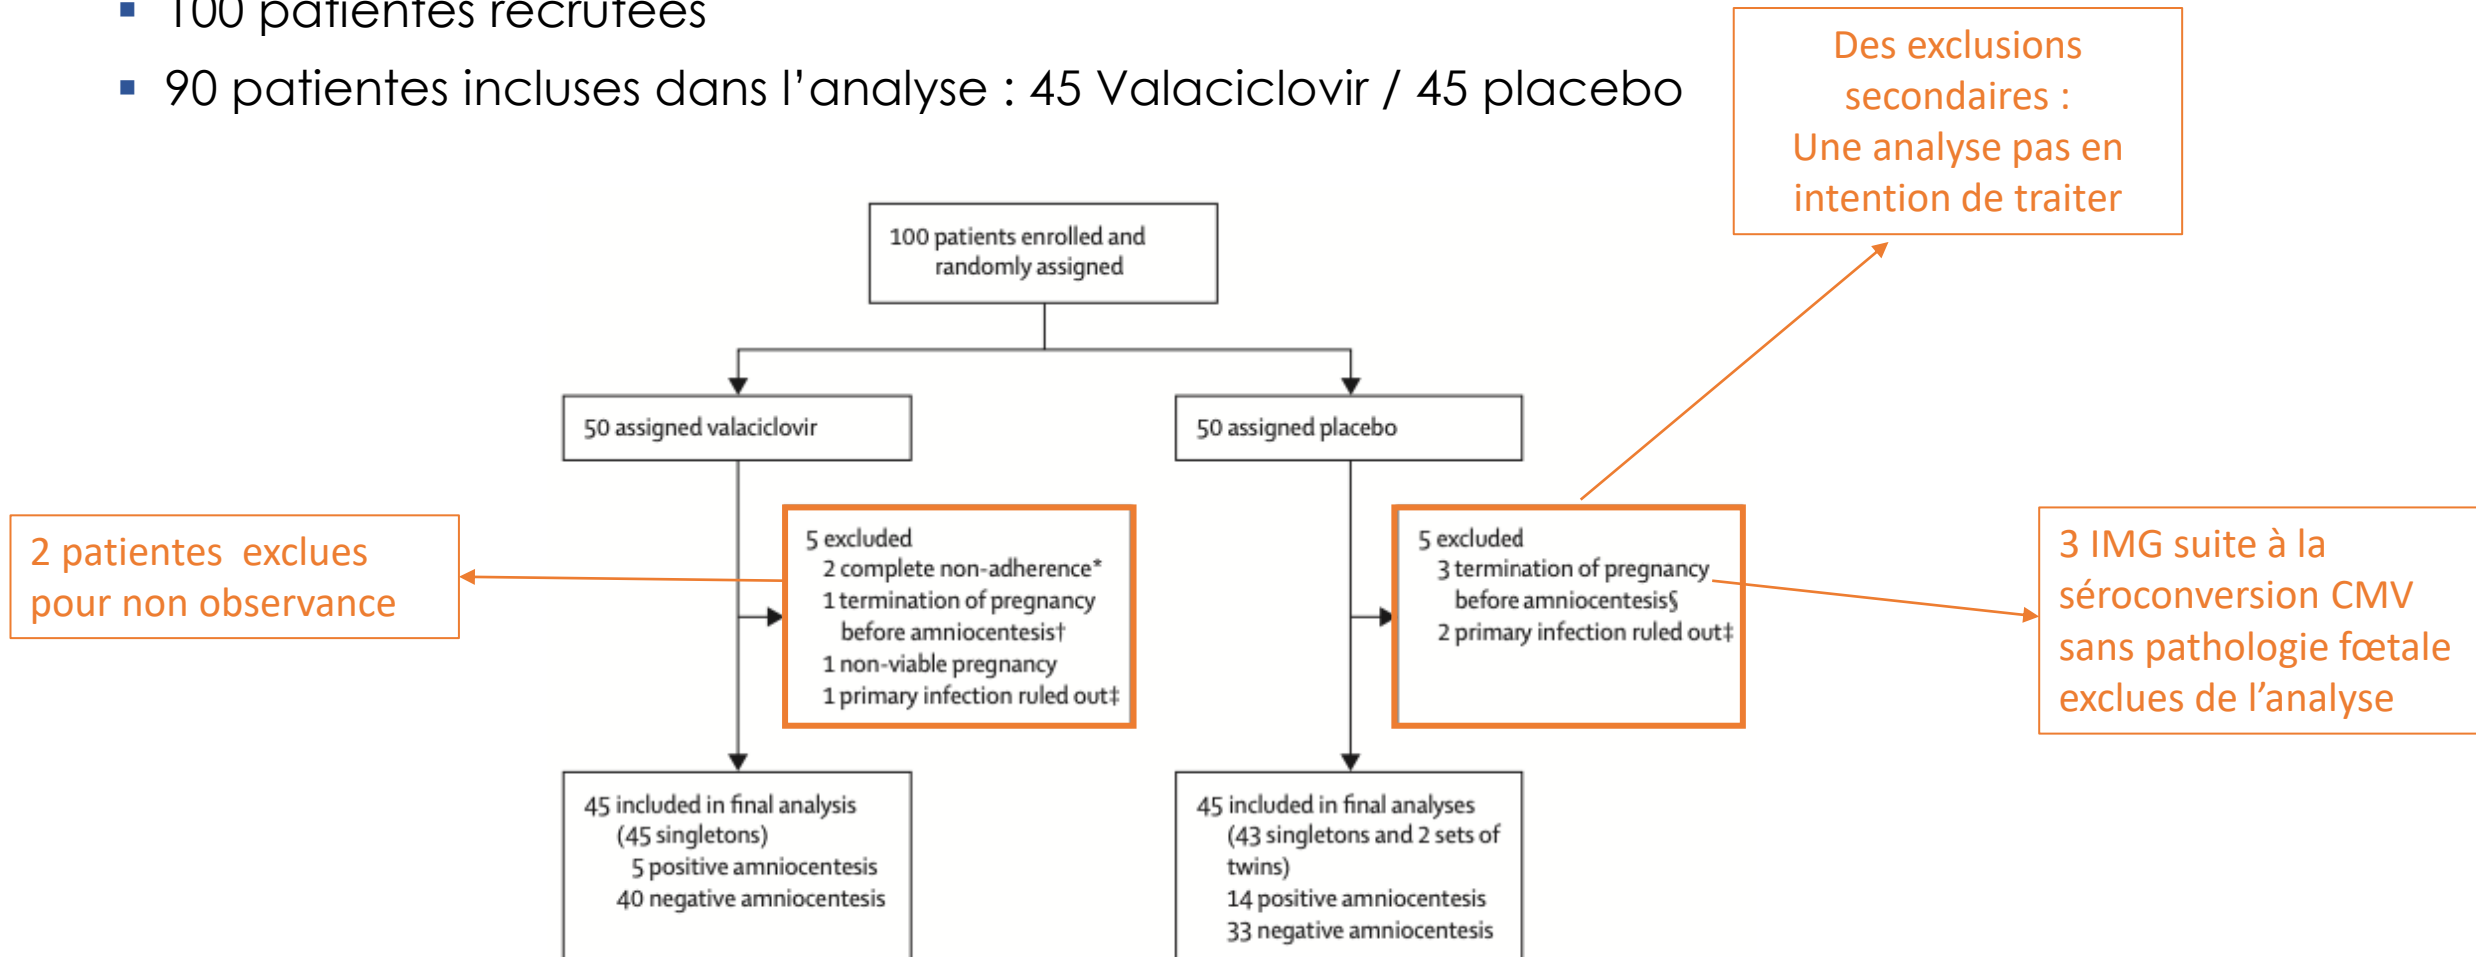 100 patientes recrutées
90 patientes incluses dans l’analyse : 45 Valaciclovir / 45 placebo
Des exclusions
secondaires :
Une analyse pas en
intention de traiter
100 patients enrolled and
randomly assigned
50 assigned valaciclovir
50 assigned placebo
2 patientes exclues
pour non observance
5 excluded
2 complete non-adherence*
1 termination of pregnancy
before amniocentesis†
1 non-viable pregnancy
1 primary infection ruled out‡
5 excluded
3 termination of pregnancy
before amniocentesis§
2 primary infection ruled out‡
3 IMG suite à la
séroconversion CMV
sans pathologie fœtale
exclues de l’analyse
45 included in final analysis
(45 singletons)
5 positive amniocentesis
40 negative amniocentesis
45 included in final analyses
(43 singletons and 2 sets of
twins)
14 positive amniocentesis
33 negative amniocentesis